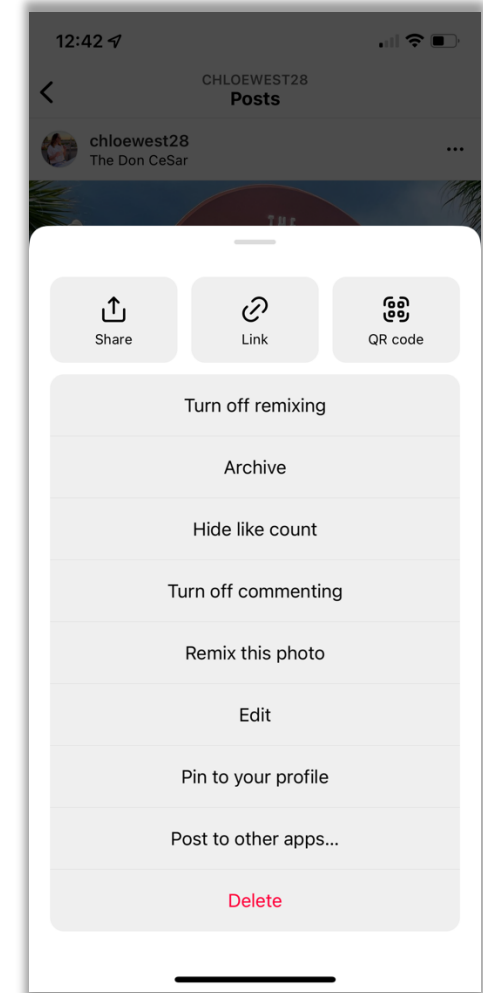 12:42
CHLOEWEST28
Posts
chloewest28
The Don CeSar
THE
Share
Link
QR code
Turn off remixing
Archive
Hide like count
Turn off commenting
Remix this photo
Edit
Pin to your profile
Post to other apps...
Delete